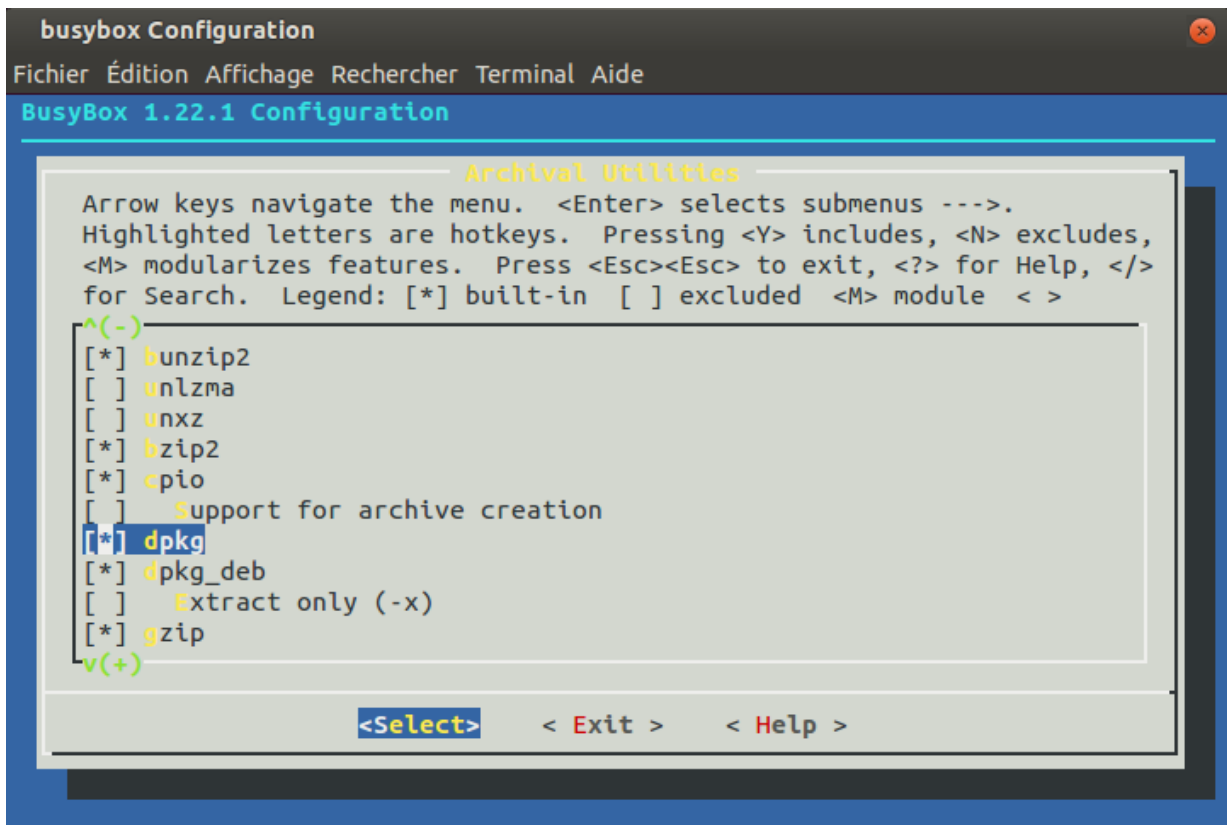 busybox Configuration
Fichier Édition Affichage Rechercher Terminal Aide
BusyBox 1.22.1 Configuration
Archival Utilities
Arrow keys navigate the menu.  <Enter> selects submenus --->.
Highlighted letters are hotkeys.  Pressing <Y> includes, <N> excludes,
<M> modularizes features.  Press <Esc><Esc> to exit, <?> for Help, </>
for Search.  Legend: [*] built-in  [ ] excluded  <M> module  < >
^(-)
[*] bunzip2
[ ] unlzma
[ ] unxz
[*] bzip2
[*] cpio
[ ]   Support for archive creation
[*] dpkg
[*] dpkg_deb
[ ]   Extract only (-x)
[*] gzip
v(+)
<Select>    < Exit >    < Help >